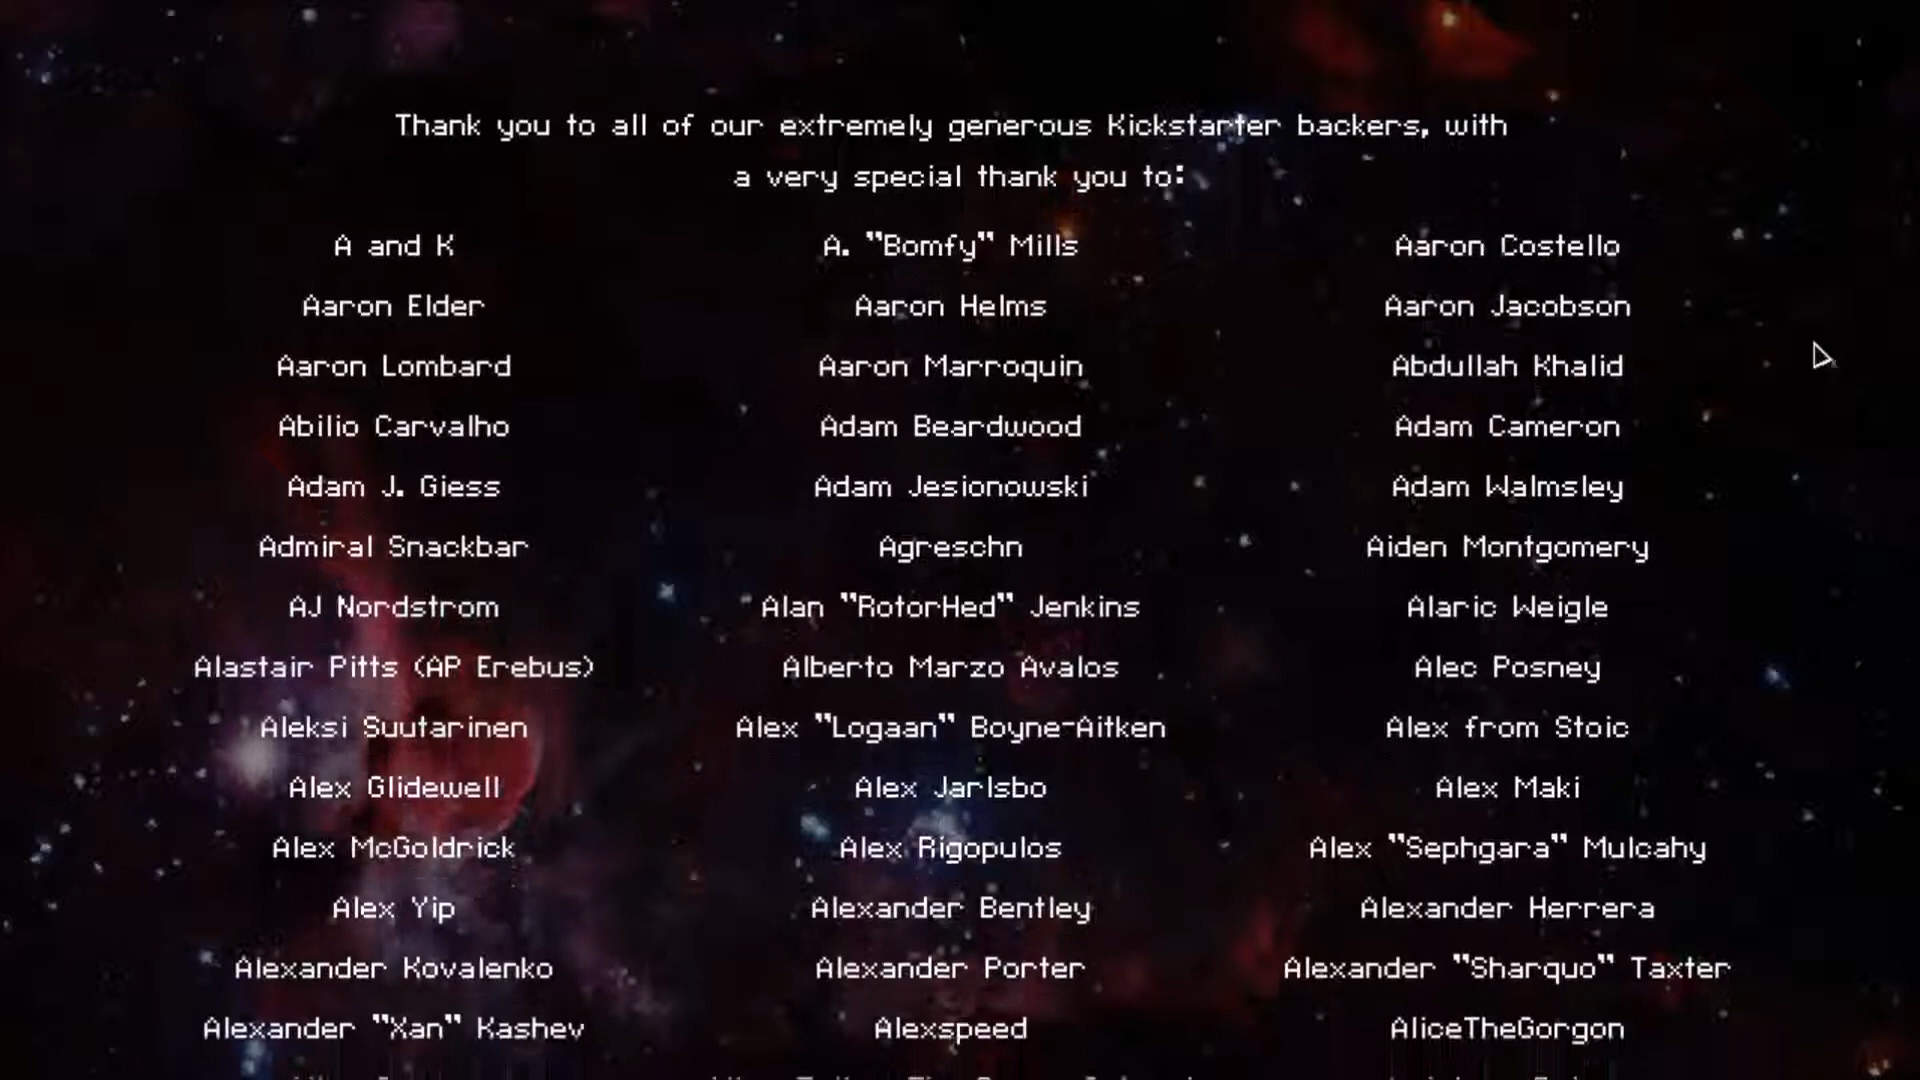 Thank you to all of our extremely generous Kickstarter backers, with
a very special thank you to:
A and K A. "Bomfy" Mills Aaron Costello
Aaron Elder Aaron Helms Aaron Jacobson
Aaron Lombard Aaron Marroquin Abdullah Khalid
Abilio Carvalho Adam Beardwood Adam Cameron
Adam J. Giess Adam Jesionowski Adam Walmsley
Admiral Snackbar Agreschn Aiden Montgomery
AJ Nordstrom Alan "RotorHed" Jenkins Alaric Weigle
Alastair Pitts (AP Erebus) Alberto Marzo Avalos Alec Posney
Aleksi Suutarinen Alex "Logaan" Boyne-Aitken Alex from Stoic
Alex Glidewell Alex Jarlsbo Alex Maki
Alex McGoldrick Alex Rigopulos Alex "Sephgara" Mulcahy
Alex Yip Alexander Bentley Alexander Herrera
Alexander Kovalenko Alexander Porter Alexander "Sharquo" Taxter
Alexander "Xan" Kashev Alexspeed AliceTheGorgon